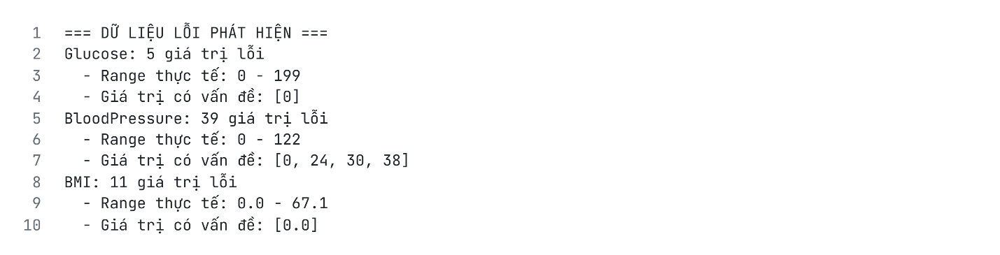 1 === DỮ LIỆU LỖI PHÁT HIỆN ===
2 Glucose: 5 giá trị lỗi
3   - Range thực tế: 0 - 199
4   - Giá trị có vấn đề: [0]
5 BloodPressure: 39 giá trị lỗi
6   - Range thực tế: 0 - 122
7   - Giá trị có vấn đề: [0, 24, 30, 38]
8 BMI: 11 giá trị lỗi
9   - Range thực tế: 0.0 - 67.1
10   - Giá trị có vấn đề: [0.0]